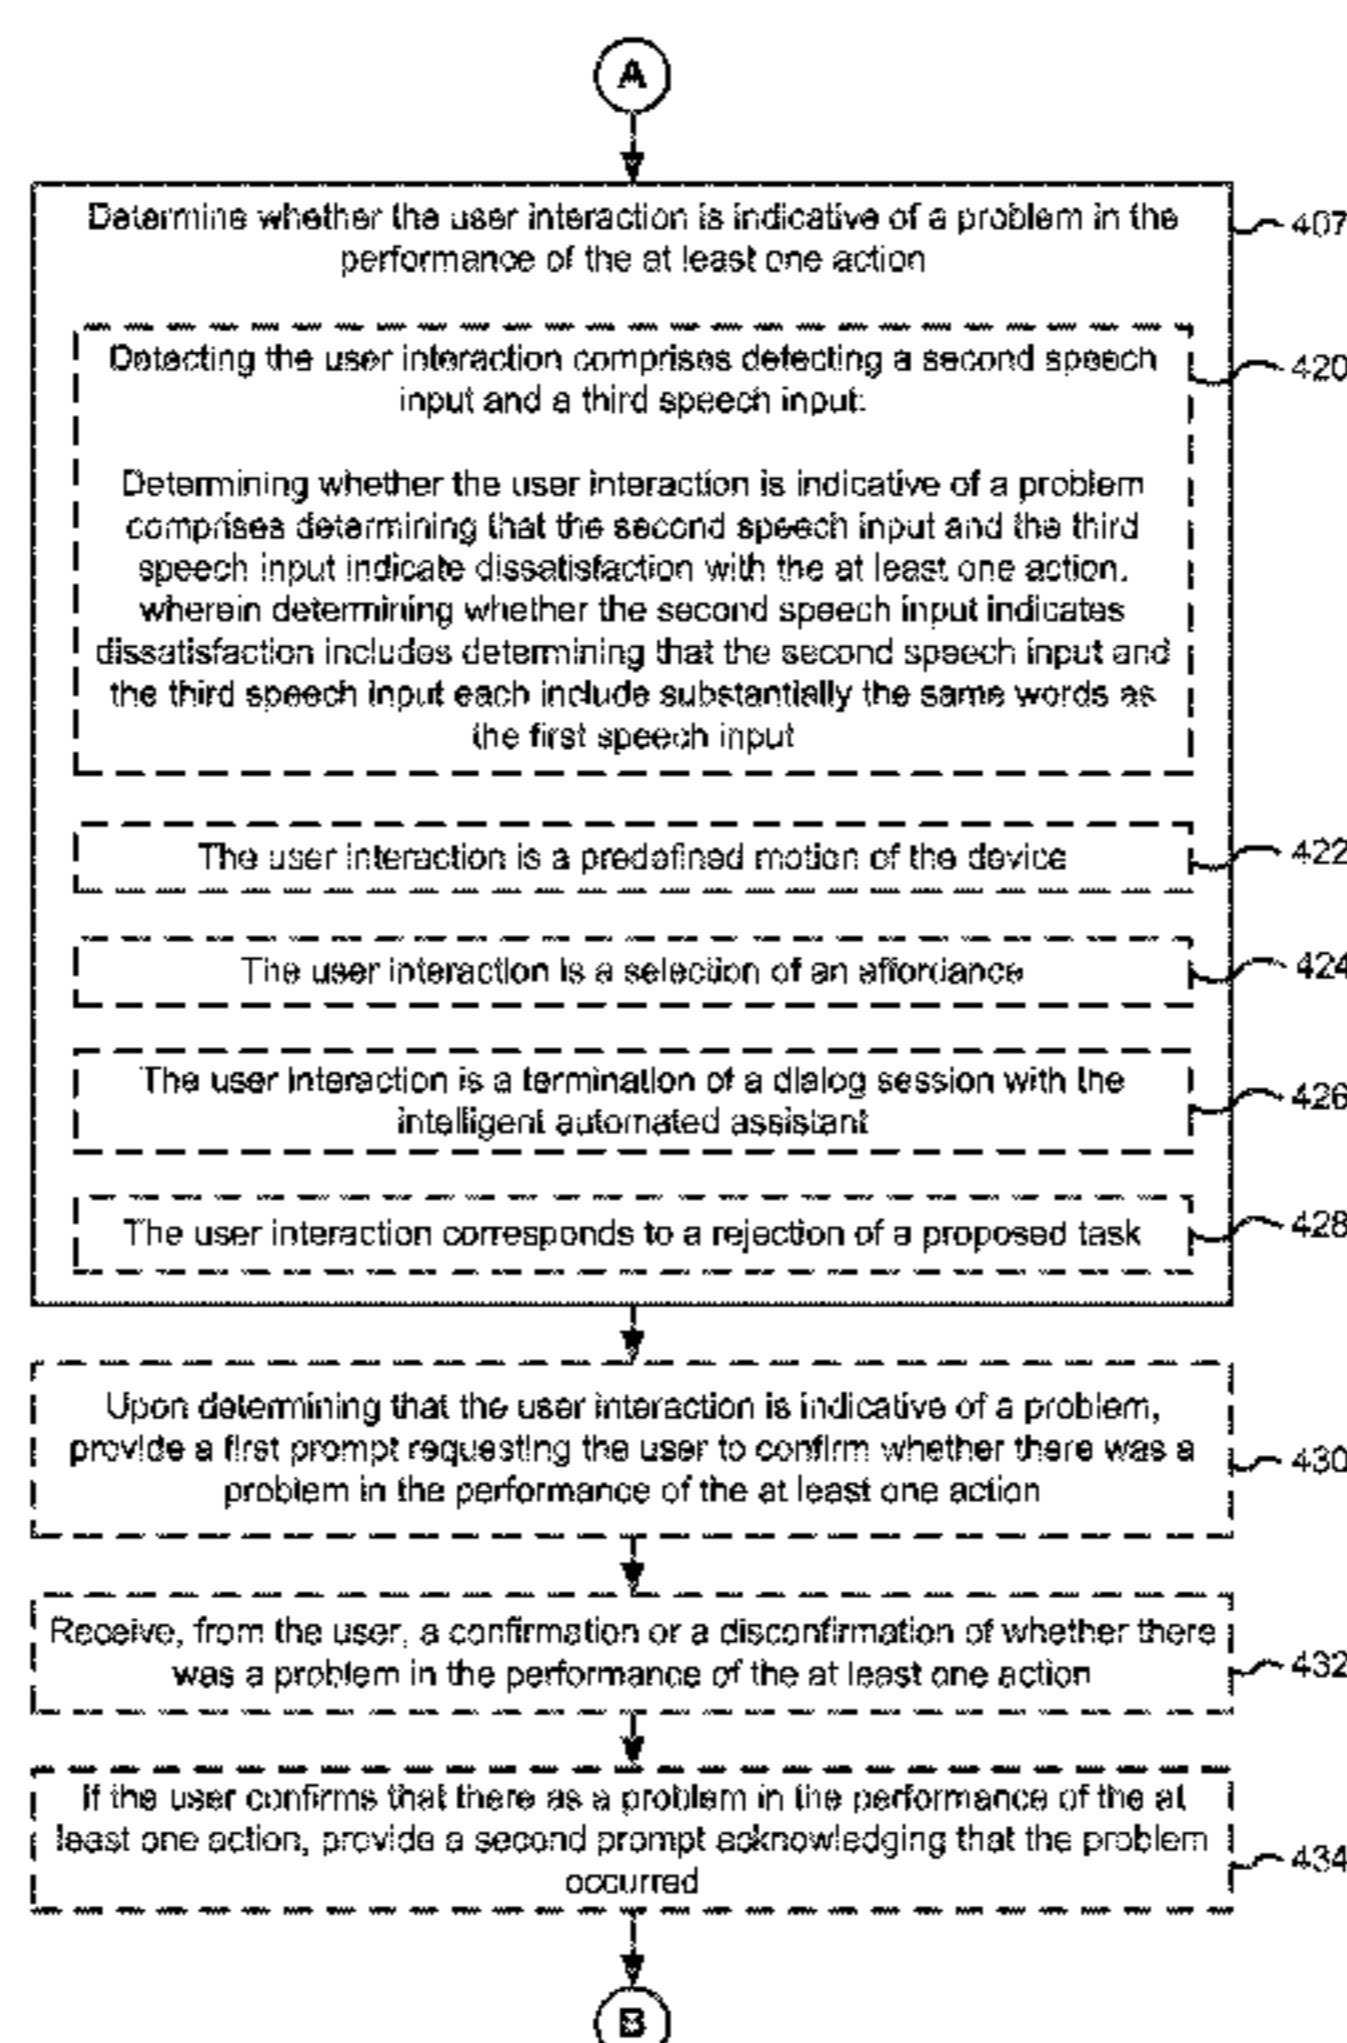 A
Determine whether the user interaction is indicative of a problem in the
performance of the at least one action
407
Detecting the user interaction comprises detecting a second speech
input and a third speech input:
420
Determining whether the user interaction is indicative of a problem
comprises determining that the second speech input and the third
speech input indicate dissatisfaction with the at least one action,
wherein determining whether the second speech input indicates
dissatisfaction includes determining that the second speech input and
the third speech input each include substantially the same words as
the first speech input
The user interaction is a predefined motion of the device
422
The user interaction is a selection of an affordance
424
The user interaction is a termination of a dialog session with the
intelligent automated assistant
426
The user interaction corresponds to a rejection of a proposed task
428
Upon determining that the user interaction is indicative of a problem,
provide a first prompt requesting the user to confirm whether there was a
problem in the performance of the at least one action
430
Receive, from the user, a confirmation or a disconfirmation of whether there
was a problem in the performance of the at least one action
432
If the user confirms that there as a problem in the performance of the at
least one action, provide a second prompt acknowledging that the problem
occurred
434
B